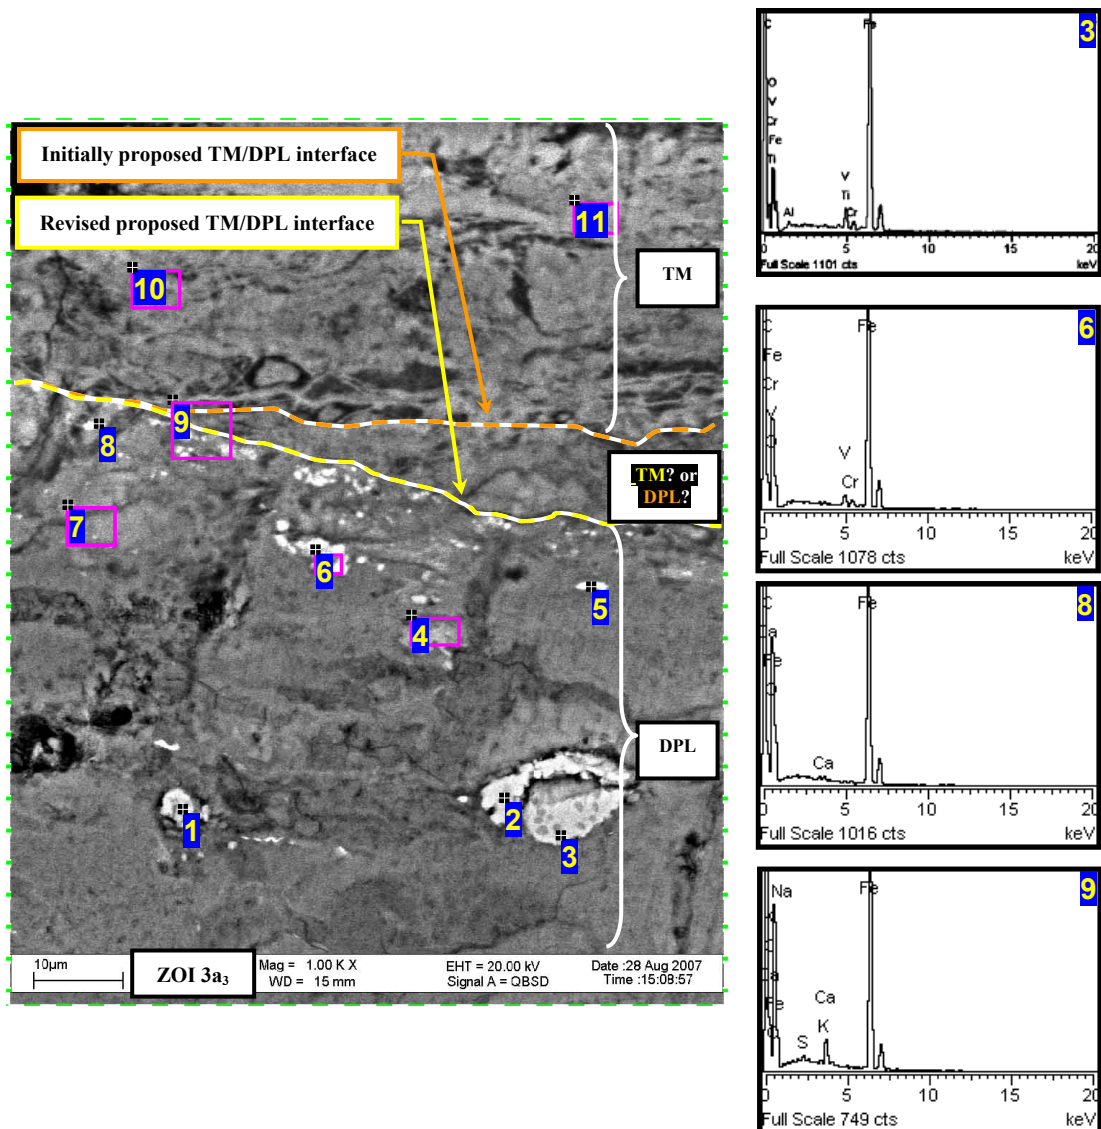 Initially proposed TM/DPL interface
Revised proposed TM/DPL interface
11
10
TM
9
8
TM? or
DPL?
7
6
5
4
DPL
1
2
3
10µm
ZOI 3a3
Mag = 1.00 K X
WD = 15 mm
EHT = 20.00 kV
Signal A = QBSD
Date :28 Aug 2007
Time :15:08:57
3
C
Fe
O
V
Cr
Fe
Ti
V
Ti
Al
Cr
0 5 10 15 20
Full Scale 1101 cts keV
6
C
Fe
Fe
Cr
V
O
V
Cr
0 5 10 15 20
Full Scale 1078 cts keV
8
C
Fe
Ca
Fe
O
Ca
0 5 10 15 20
Full Scale 1016 cts keV
9
Fe
Na
Ca
Fe
Ca
K
S
0 5 10 15 20
Full Scale 749 cts keV